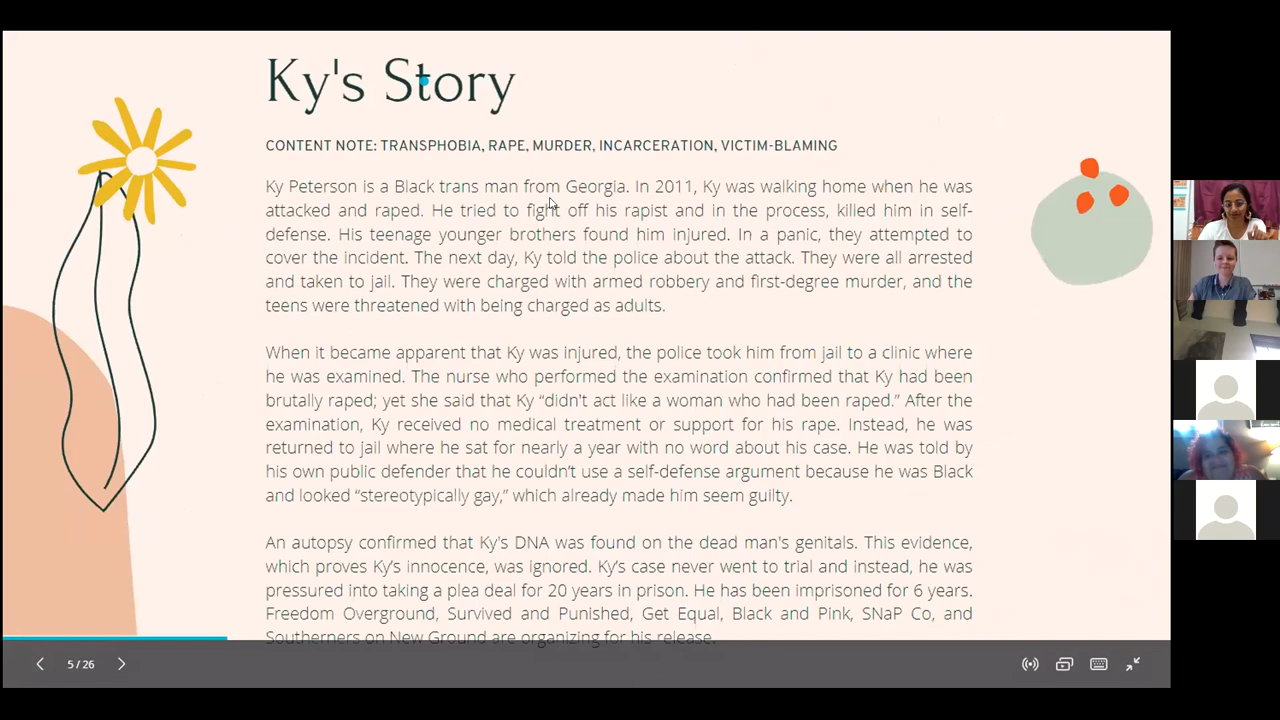 Ky's Story
CONTENT NOTE: TRANSPHOBIA, RAPE, MURDER, INCARCERATION, VICTIM-BLAMING
Ky Peterson is a Black trans man from Georgia. In 2011, Ky was walking home when he was
attacked and raped. He tried to fight off his rapist and in the process, killed him in self-
defense. His teenage younger brothers found him injured. In a panic, they attempted to
cover the incident. The next day, Ky told the police about the attack. They were all arrested
and taken to jail. They were charged with armed robbery and first-degree murder, and the
teens were threatened with being charged as adults.
When it became apparent that Ky was injured, the police took him from jail to a clinic where
he was examined. The nurse who performed the examination confirmed that Ky had been
brutally raped; yet she said that Ky “didn't act like a woman who had been raped.” After the
examination, Ky received no medical treatment or support for his rape. Instead, he was
returned to jail where he sat for nearly a year with no word about his case. He was told by
his own public defender that he couldn’t use a self-defense argument because he was Black
and looked “stereotypically gay,” which already made him seem guilty.
An autopsy confirmed that Ky's DNA was found on the dead man's genitals. This evidence,
which proves Ky’s innocence, was ignored. Ky’s case never went to trial and instead, he was
pressured into taking a plea deal for 20 years in prison. He has been imprisoned for 6 years.
Freedom Overground, Survived and Punished, Get Equal, Black and Pink, SNaP Co, and
Southerners on New Ground are organizing for his release.
5 / 26